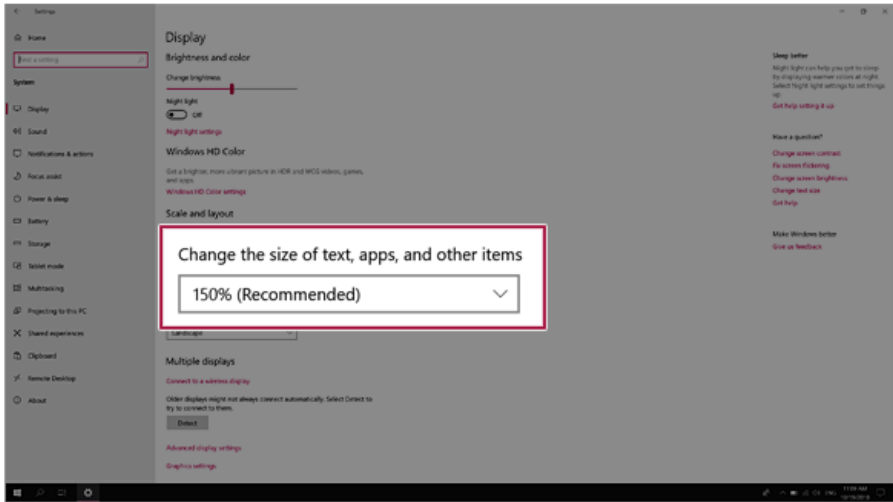 Settings
Home
Find a setting
System
Display
Sound
Notifications & actions
Focus assist
Power & sleep
Battery
Storage
Tablet mode
Multitasking
Projecting to this PC
Shared experiences
Clipboard
Remote Desktop
About
Display
Brightness and color
Change brightness
Night light
Off
Night light settings
Windows HD Color
Get a brighter, more vibrant picture in HDR and WCG videos, games,
and apps.
Windows HD Color settings
Scale and layout
Change the size of text, apps, and other items
150% (Recommended)
Landscape
Multiple displays
Connect to a wireless display
Older displays might not always connect automatically. Select Detect to
try to connect to them.
Detect
Advanced display settings
Graphics settings
Sleep better
Night light can help you get to sleep
by displaying warmer colors at night.
Select Night light settings to set things
up.
Get help setting it up
Have a question?
Change screen contrast
Fix screen flickering
Change screen brightness
Change text size
Get help
Make Windows better
Give us feedback
ENG
11:09 AM